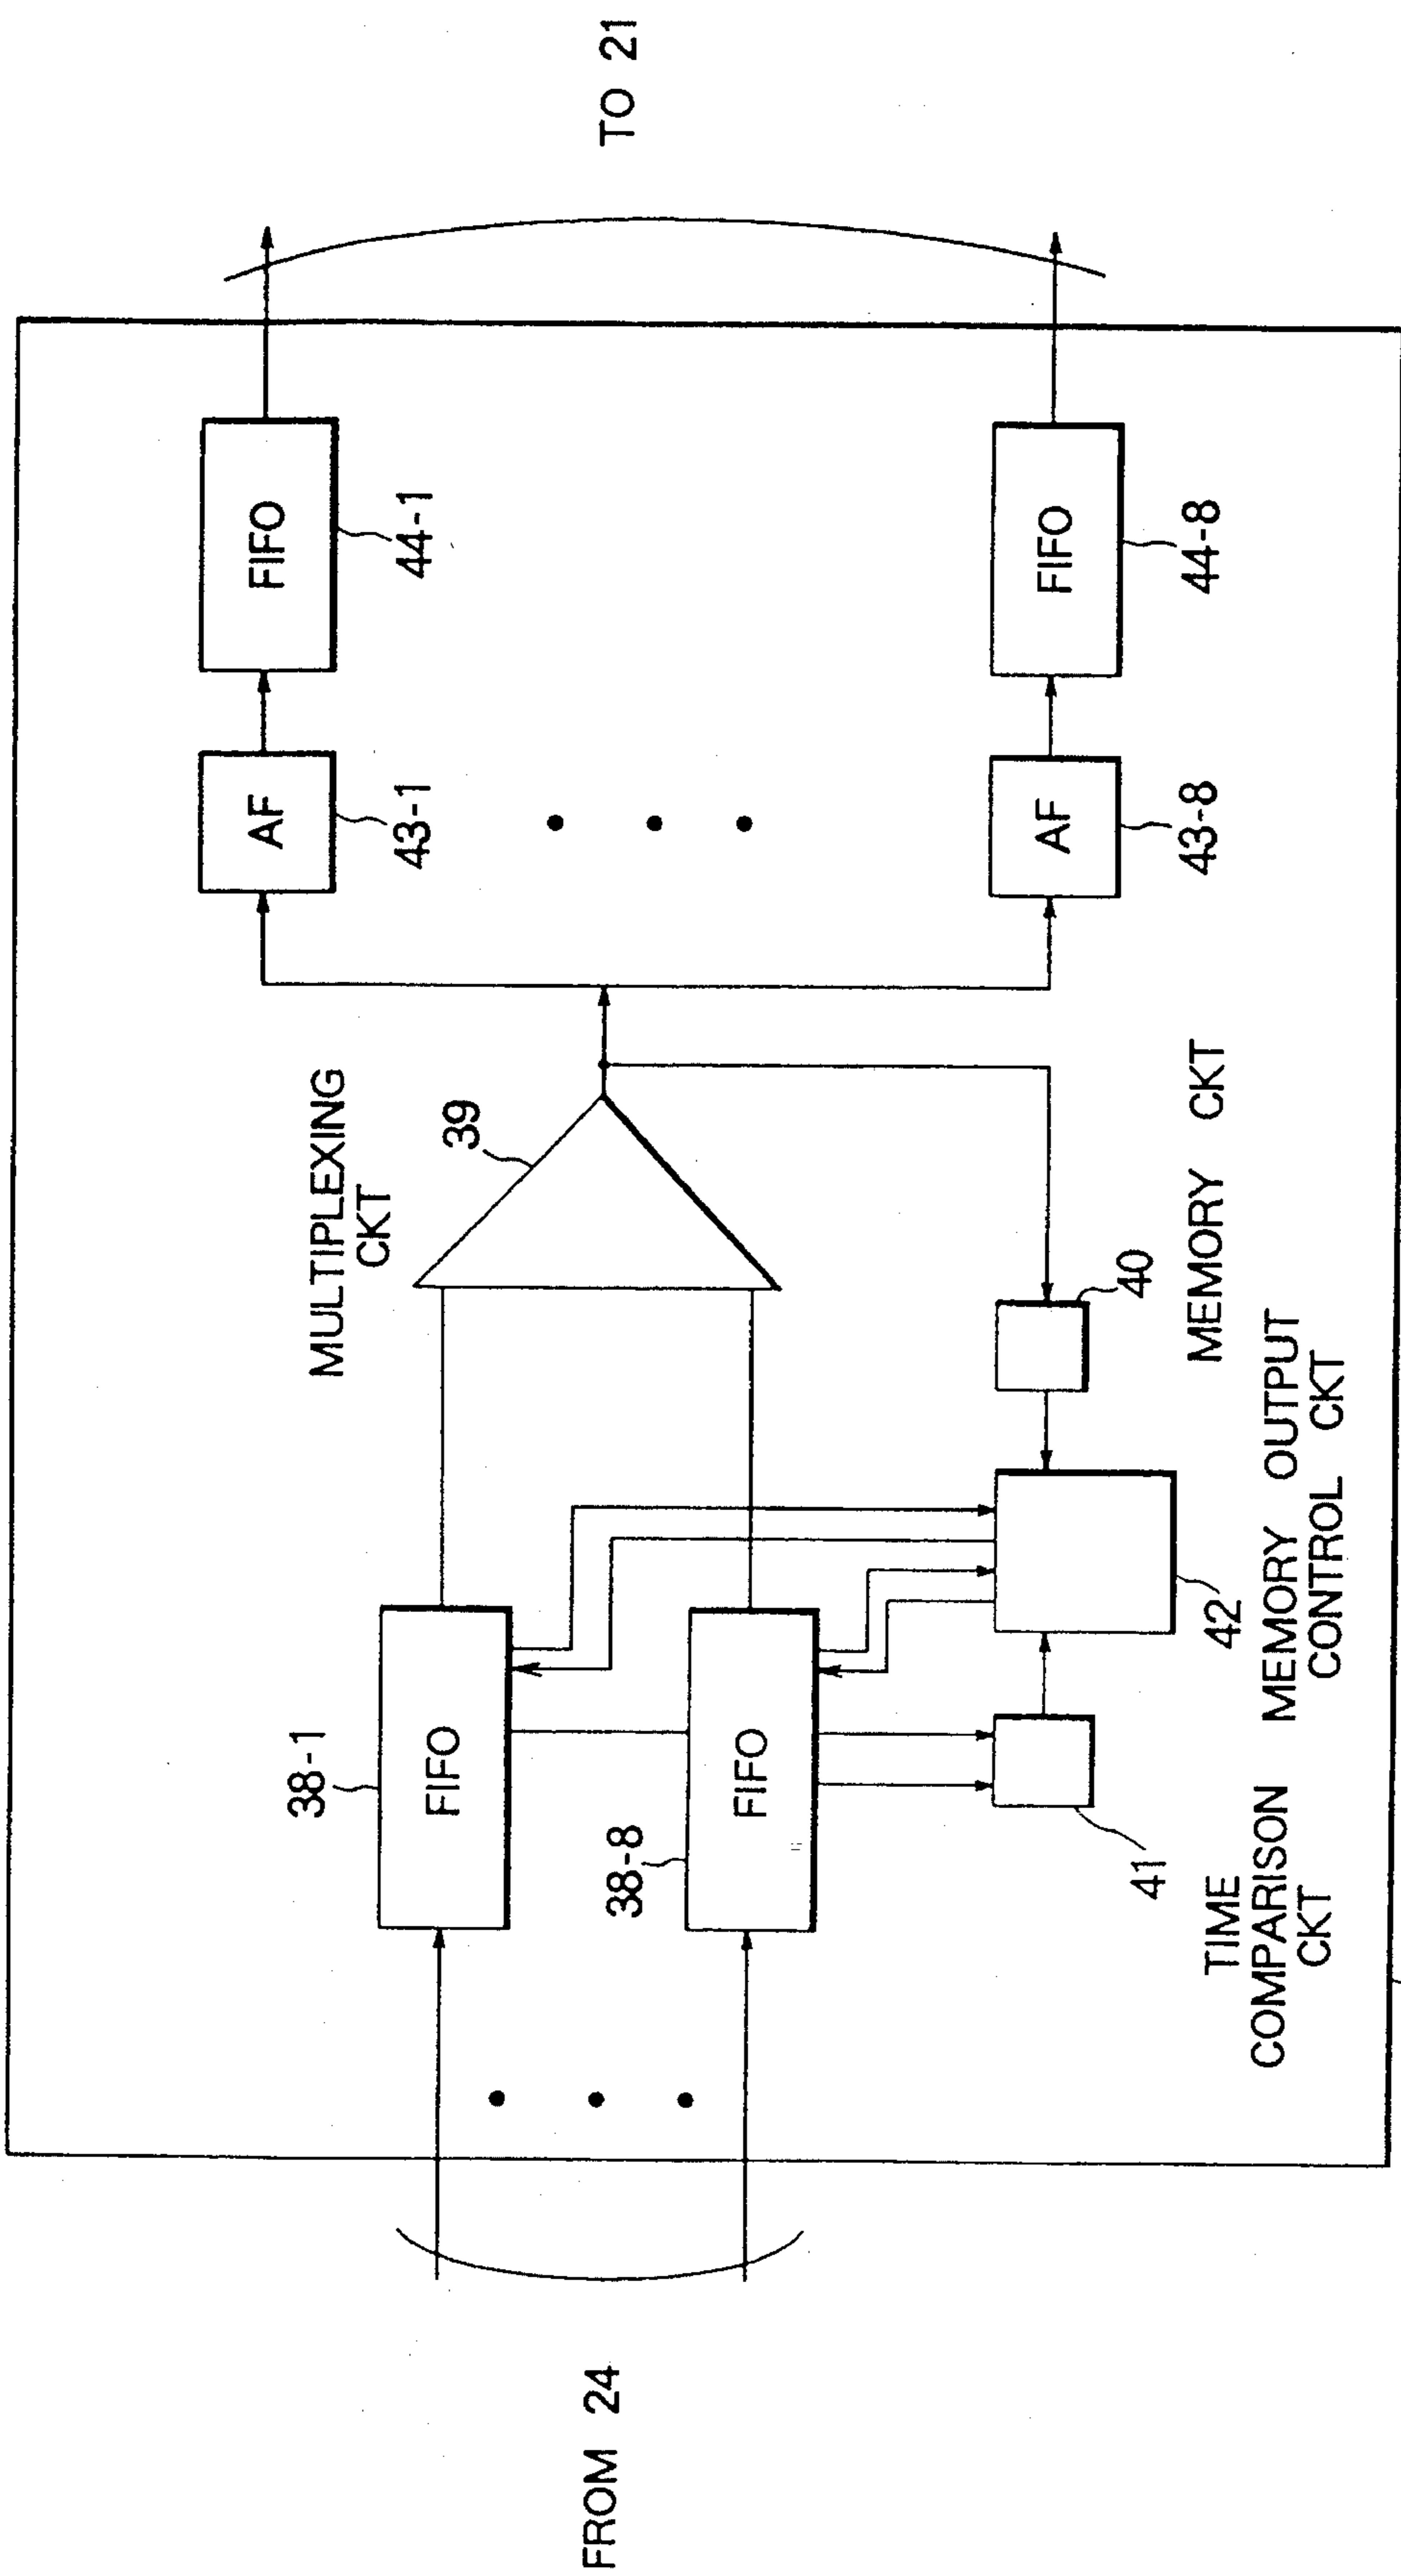 FROM 24
38-1
FIFO
38-8
FIFO
TIME
COMPARISON
CKT
41
42
MEMORY OUTPUT
CONTROL CKT
40
MEMORY CKT
MULTIPLEXING
CKT
39
AF
43-1
FIFO
44-1
AF
43-8
FIFO
44-8
TO 21